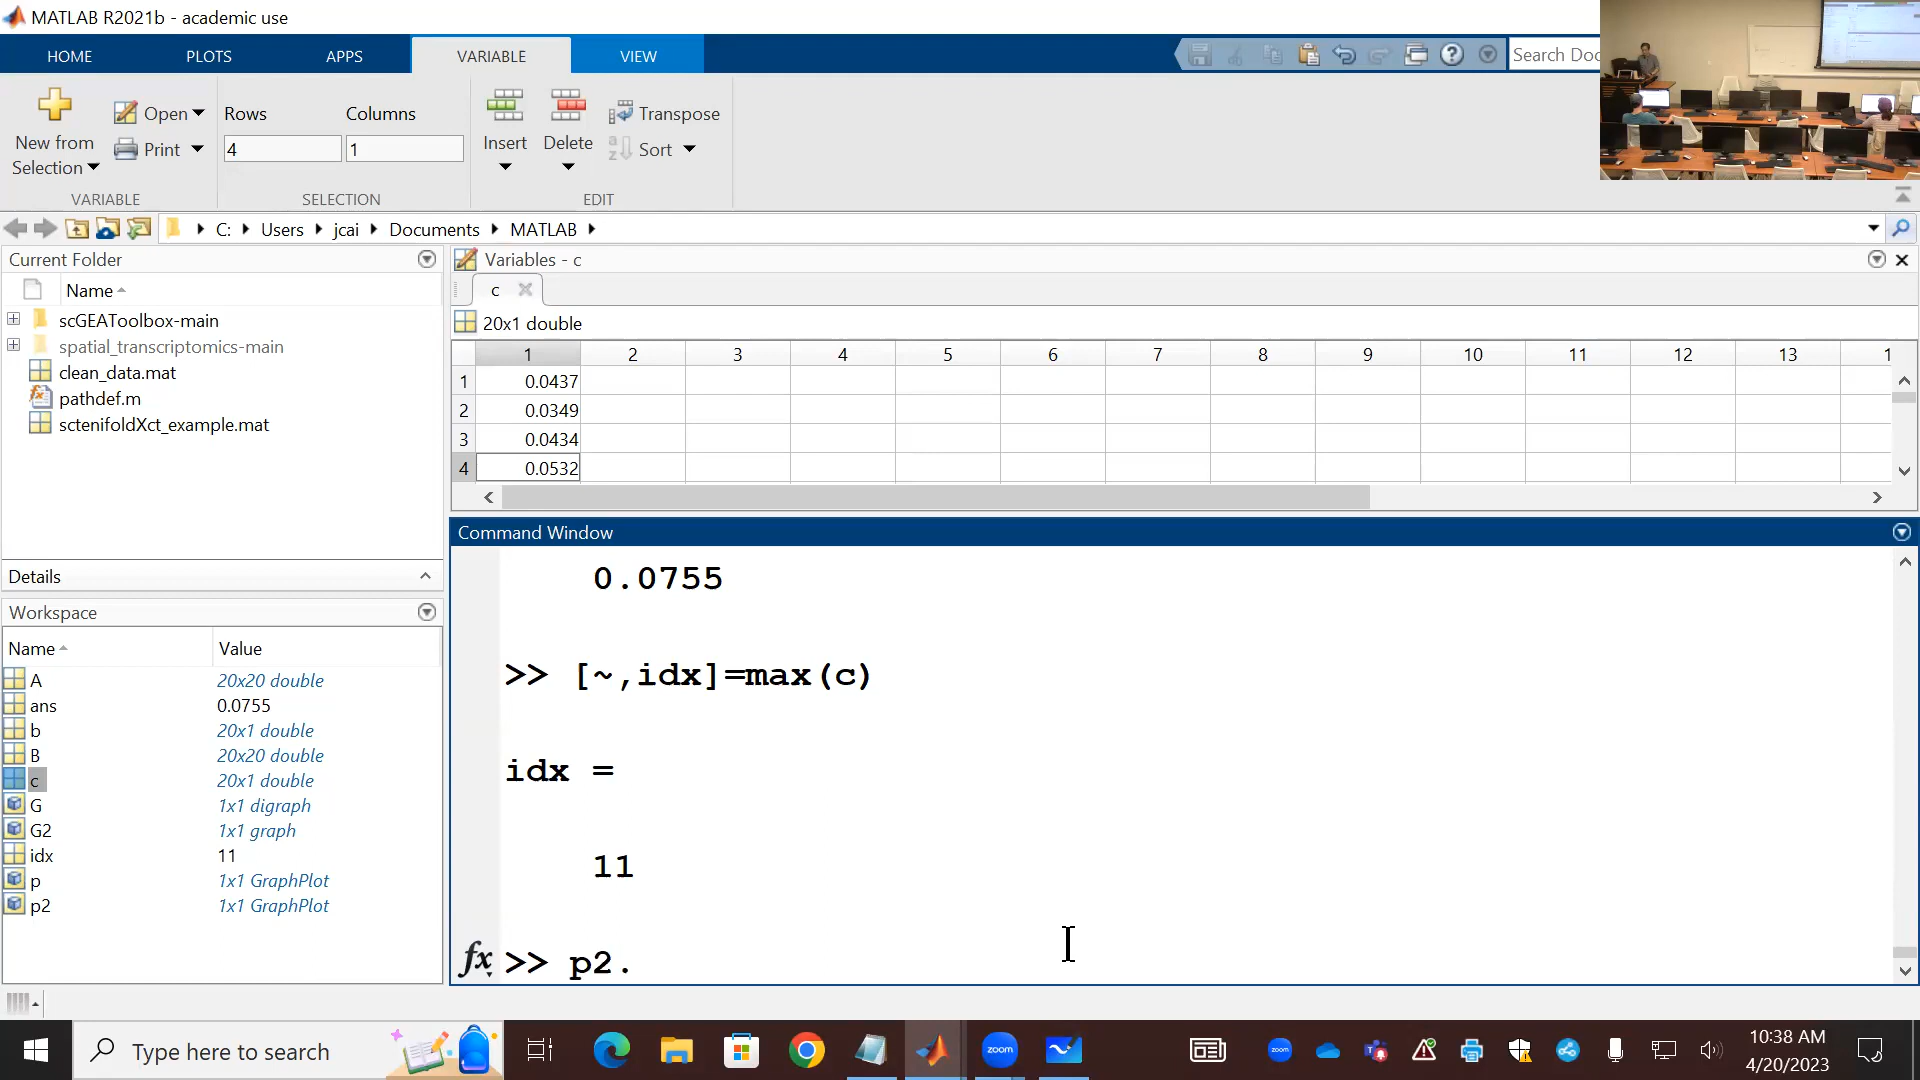 MATLAB R2021b - academic use
HOME PLOTS APPS VARIABLE VIEW
Search Doc
New from Selection
Open
Print
Rows Columns
4 1
Insert Delete
Transpose
Sort
VARIABLE SELECTION EDIT
C: Users jcai Documents MATLAB
Current Folder
Name
scGEAToolbox-main
spatial_transcriptomics-main
clean_data.mat
pathdef.m
sctenifoldXct_example.mat
Details
Workspace
Name Value
A 20x20 double
ans 0.0755
b 20x1 double
B 20x20 double
c 20x1 double
G 1x1 digraph
G2 1x1 graph
idx 11
p 1x1 GraphPlot
p2 1x1 GraphPlot
Variables - c
c
20x1 double
1 2 3 4 5 6 7 8 9 10 11 12 13 1
1 0.0437
2 0.0349
3 0.0434
4 0.0532
Command Window
0.0755
>> [~,idx]=max(c)
idx =
11
fx >> p2.
Type here to search
zoom
zoom
10:38 AM
4/20/2023